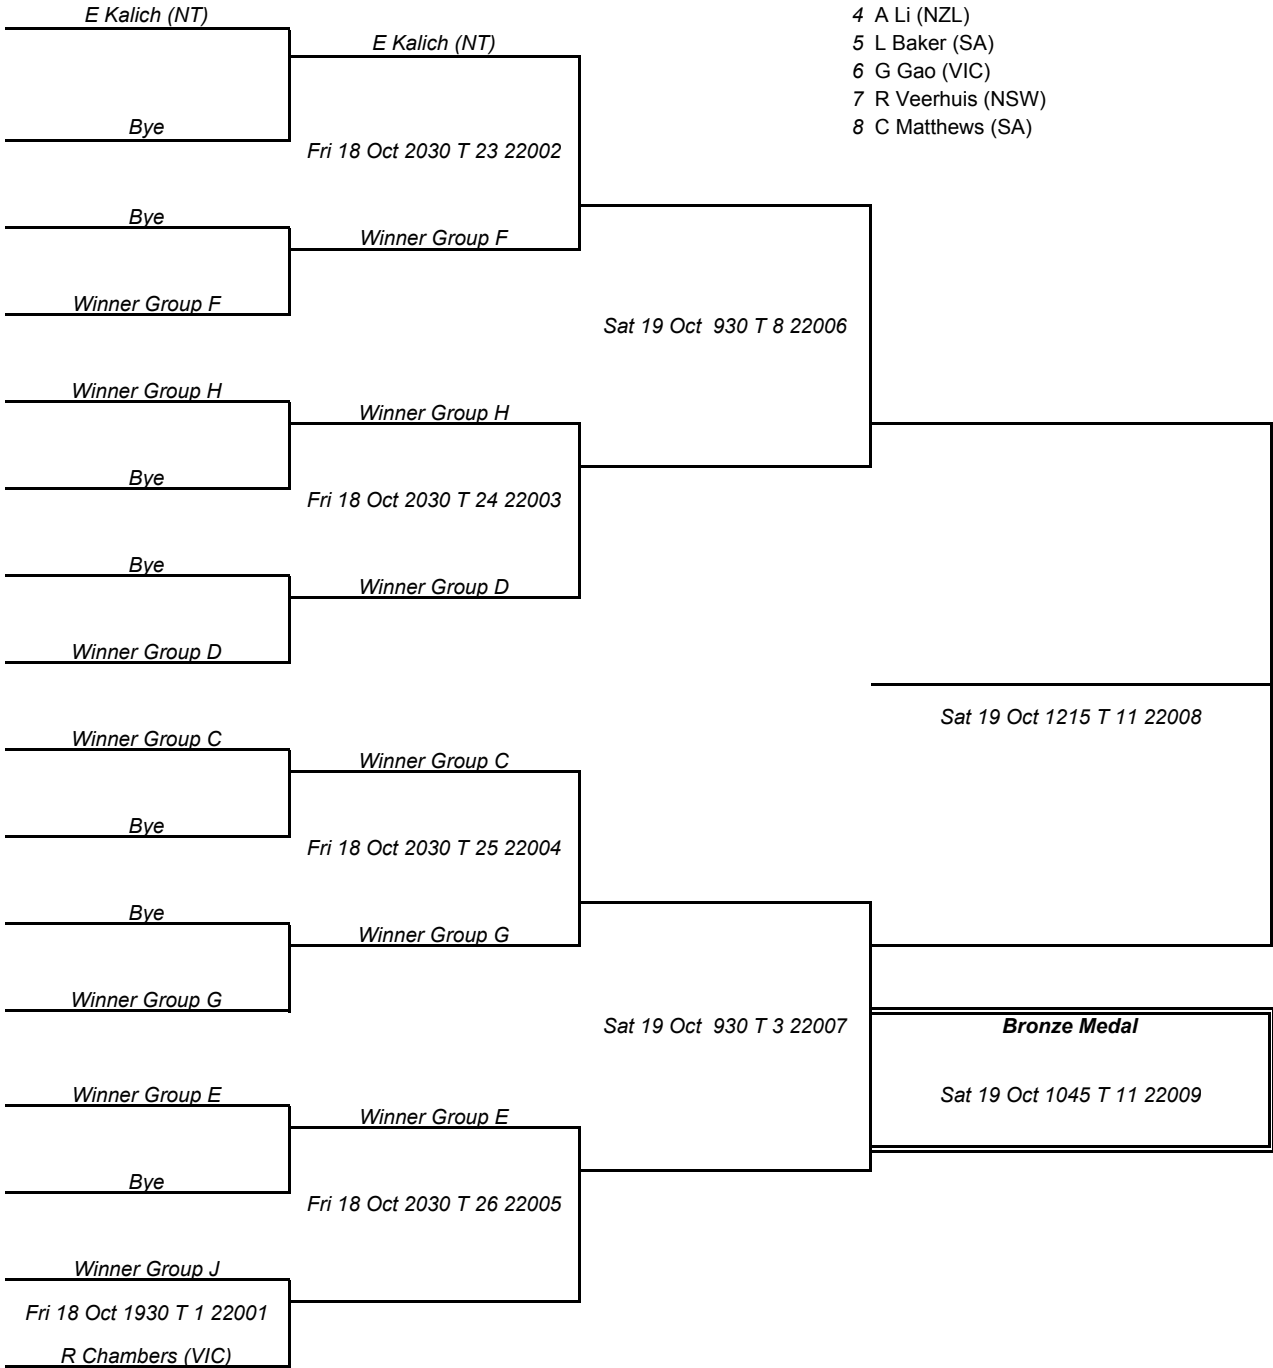 E Kalich (NT)
4 A Li (NZL)
E Kalich (NT)
5 L Baker (SA)
6 G Gao (VIC)
7 R Veerhuis (NSW)
Bye
8 C Matthews (SA)
Fri 18 Oct 2030 T 23 22002
Bye
Winner Group F
Winner Group F
Sat 19 Oct  930 T 8 22006
Winner Group H
Winner Group H
Bye
Fri 18 Oct 2030 T 24 22003
Bye
Winner Group D
Winner Group D
Sat 19 Oct 1215 T 11 22008
Winner Group C
Winner Group C
Bye
Fri 18 Oct 2030 T 25 22004
Bye
Winner Group G
Winner Group G
Sat 19 Oct  930 T 3 22007
Bronze Medal
Winner Group E
Sat 19 Oct 1045 T 11 22009
Winner Group E
Bye
Fri 18 Oct 2030 T 26 22005
Winner Group J
Fri 18 Oct 1930 T 1 22001
R Chambers (VIC)